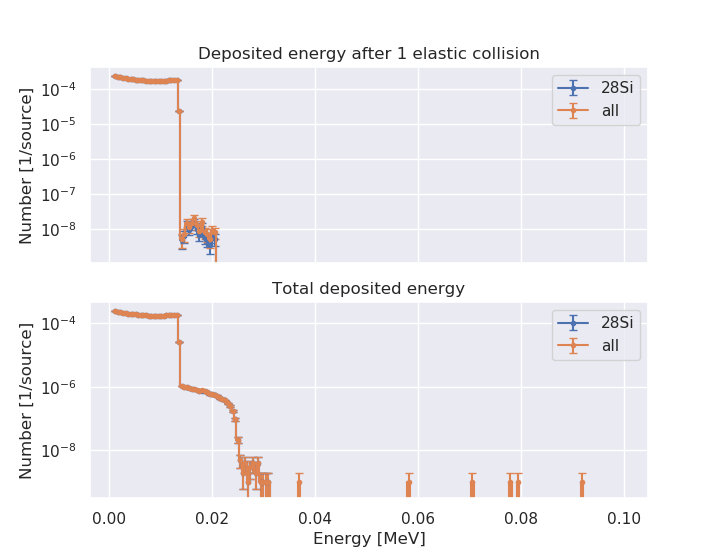 Deposited energy after 1 elastic collision
Number [1/source]
10⁻⁴
10⁻⁵
10⁻⁶
10⁻⁷
10⁻⁸
28Si
all
Total deposited energy
Number [1/source]
10⁻⁴
10⁻⁶
10⁻⁸
28Si
all
0.00 0.02 0.04 0.06 0.08 0.10
Energy [MeV]